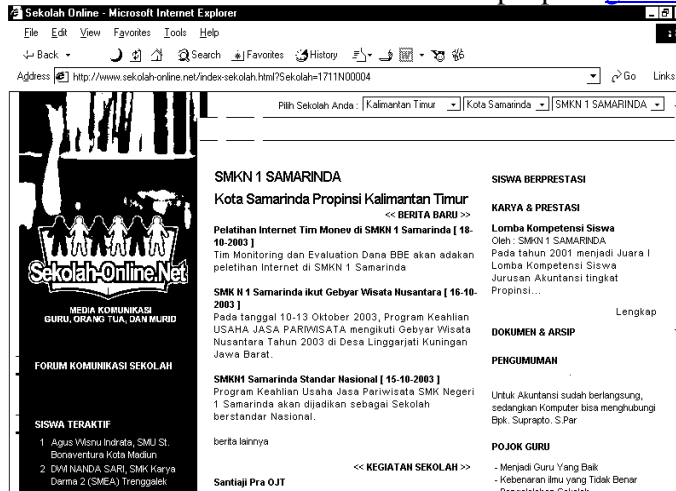 Sekolah Online - Microsoft Internet Explorer
File Edit View Favorites Tools Help
Back Search Favorites History
Address http://www.sekolah-online.net/index-sekolah.html?Sekolah=1711N00004 Go Links
Pilih Sekolah Anda : Kalimantan Timur Kota Samarinda SMKN 1 SAMARINDA
Sekolah-Online.Net
MEDIA KOMUNIKASI
GURU, ORANG TUA, DAN MURID
FORUM KOMUNIKASI SEKOLAH
SISWA TERAKTIF
1 Agus Wisnu Indrata, SMU St.
Bonaventura Kota Madiun
2 DWI NANDA SARI, SMK Karya
Darma 2 (SMEA) Trenggalek
SMKN 1 SAMARINDA
Kota Samarinda Propinsi Kalimantan Timur
<< BERITA BARU >>
Pelatihan Internet Tim Monev di SMKN 1 Samarinda [ 18-
10-2003 ]
Tim Monitoring dan Evaluation Dana BBE akan adakan
peletihan Internet di SMKN 1 Samarinda
SMK N 1 Samarinda ikut Gebyar Wisata Nusantara [ 16-10-
2003 ]
Pada tanggal 10-13 Oktober 2003, Program Keahlian
USAHA JASA PARIWISATA mengikuti Gebyar Wisata
Nusantara Tahun 2003 di Desa Linggarjati Kuningan
Jawa Barat.
SMKN1 Samarinda Standar Nasional [ 15-10-2003 ]
Program Keahlian Usaha Jasa Pariwisata SMK Negeri
1 Samarinda akan dijadikan sebagai Sekolah
berstandar Nasional.
berita lainnya
<< KEGIATAN SEKOLAH >>
Santiaji Pra OJT
SISWA BERPRESTASI
KARYA & PRESTASI
Lomba Kompetensi Siswa
Oleh : SMKN 1 SAMARINDA
Pada tahun 2001 menjadi Juara I
Lomba Kompetensi Siswa
Jurusan Akuntansi tingkat
Propinsi...
Lengkap
DOKUMEN & ARSIP
PENGUMUMAN
Untuk Akuntansi sudah berlangsung,
sedangkan Komputer bisa menghubungi
Bpk. Suprapto. S.Par
POJOK GURU
- Menjadi Guru Yang Baik
- Kebenaran ilmu yang Tidak Benar